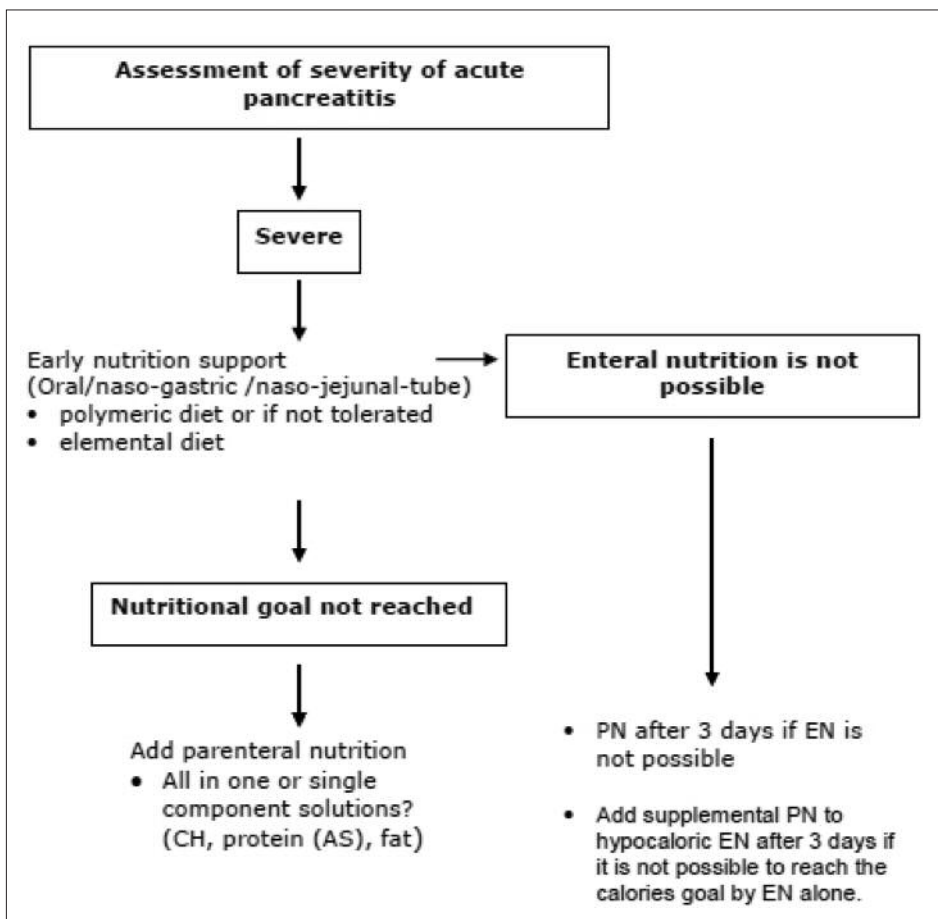 Assessment of severity of acute
pancreatitis
Severe
Early nutrition support
(Oral/naso-gastric /naso-jejunal-tube)
• polymeric diet or if not tolerated
• elemental diet
Enteral nutrition is not
possible
Nutritional goal not reached
Add parenteral nutrition
• All in one or single
component solutions?
(CH, protein (AS), fat)
• PN after 3 days if EN is
not possible
• Add supplemental PN to
hypocaloric EN after 3 days if
it is not possible to reach the
calories goal by EN alone.